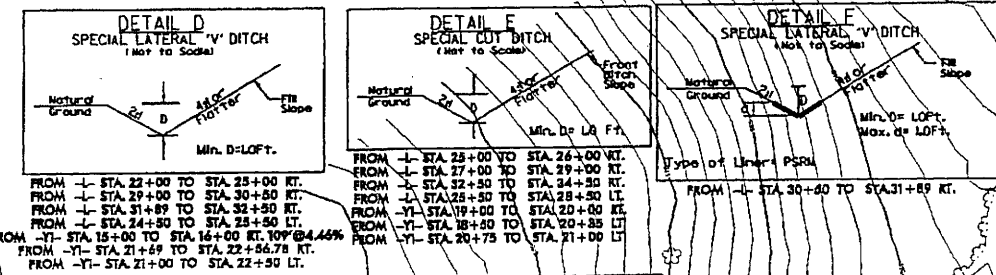 DETAIL D
SPECIAL LATERAL 'V' DITCH
(Not to Scale)
Natural
Ground
2:1
D
4:1 or
Flatter
Fill
Slope
Min. D=1.0Ft.
FROM -L- STA. 22+00 TO STA. 25+00 RT.
FROM -L- STA. 29+00 TO STA. 30+50 RT.
FROM -L- STA. 31+89 TO STA. 32+50 RT.
FROM -L- STA. 24+50 TO STA. 25+50 LT.
ROM -Y1- STA. 15+00 TO STA. 16+00 RT. 109'@4.46%
FROM -Y1- STA. 21+69 TO STA. 22+56.78 RT.
FROM -Y1- STA. 21+00 TO STA. 22+50 LT.
DETAIL E
SPECIAL CUT DITCH
(Not to Scale)
Natural
Ground
2:1
D
4:1 or
Flatter
Front
Ditch
Slope
Min. D= 1.0 Ft.
FROM -L- STA. 25+00 TO STA. 26+00 RT.
FROM -L- STA. 27+00 TO STA. 29+00 RT.
FROM -L- STA. 32+50 TO STA. 34+50 RT.
FROM -L- STA. 25+50 TO STA. 28+50 LT.
FROM -Y1- STA. 19+00 TO STA. 20+00 RT.
FROM -Y1- STA. 18+50 TO STA. 20+35 LT.
FROM -Y1- STA. 20+75 TO STA. 21+00 LT.
DETAIL F
SPECIAL LATERAL 'V' DITCH
(Not to Scale)
Natural
Ground
2:1
d
D
4:1 or
Flatter
Fill
Slope
Min. D= 1.0Ft.
Max. d= 1.0Ft.
Type of Liner= PSRM
FROM -L- STA. 30+50 TO STA. 31+89 RT.